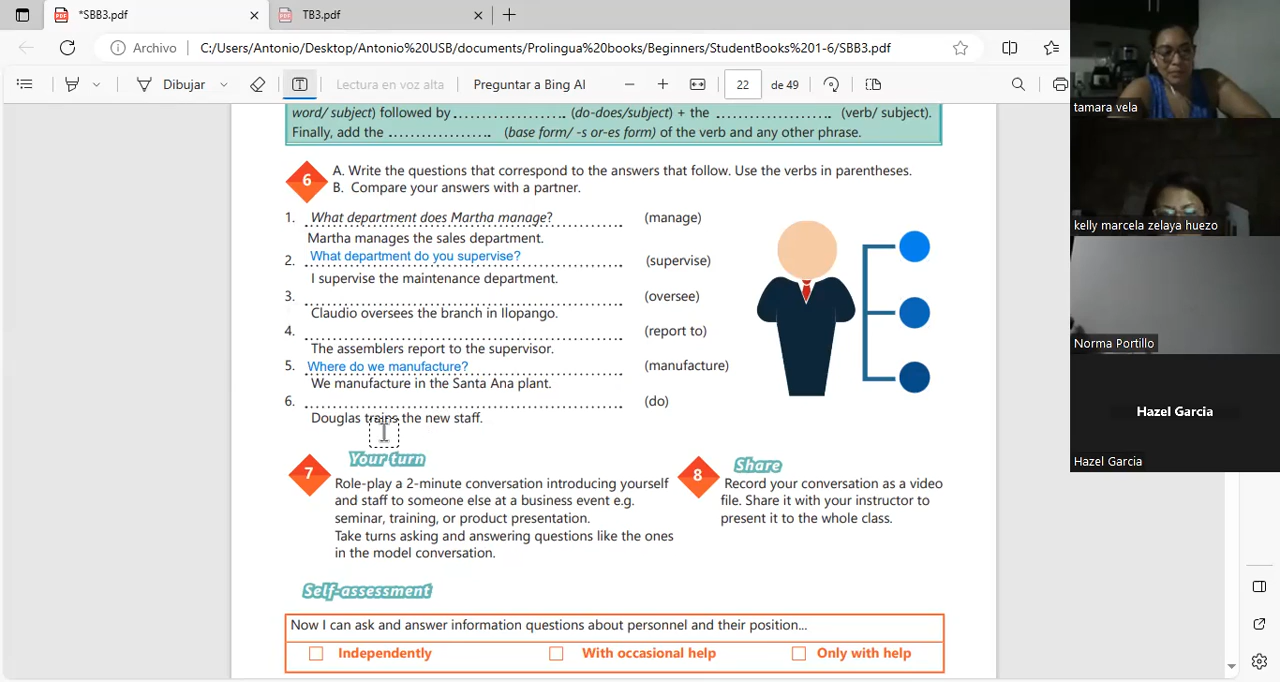 *SBB3.pdf
TB3.pdf
Archivo
C:/Users/Antonio/Desktop/Antonio%20USB/documents/Prolingua%20books/Beginners/StudentBooks%201-6/SBB3.pdf
Dibujar
Lectura en voz alta
Preguntar a Bing AI
22
de 49
word/ subject) followed by ..................... (do-does/subject) + the ..................... (verb/ subject).
Finally, add the ................... (base form/ -s or-es form) of the verb and any other phrase.
6
A. Write the questions that correspond to the answers that follow. Use the verbs in parentheses.
B. Compare your answers with a partner.
1. What department does Martha manage? (manage)
Martha manages the sales department.
2. What department do you supervise? (supervise)
I supervise the maintenance department.
3. (oversee)
Claudio oversees the branch in Ilopango.
4. (report to)
The assemblers report to the supervisor.
5. Where do we manufacture? (manufacture)
We manufacture in the Santa Ana plant.
6. (do)
Douglas trains the new staff.
7
Your turn
Role-play a 2-minute conversation introducing yourself
and staff to someone else at a business event e.g.
seminar, training, or product presentation.
Take turns asking and answering questions like the ones
in the model conversation.
8
Share
Record your conversation as a video
file. Share it with your instructor to
present it to the whole class.
Self-assessment
Now I can ask and answer information questions about personnel and their position...
Independently
With occasional help
Only with help
tamara vela
kelly marcela zelaya huezo
Norma Portillo
Hazel Garcia
Hazel Garcia